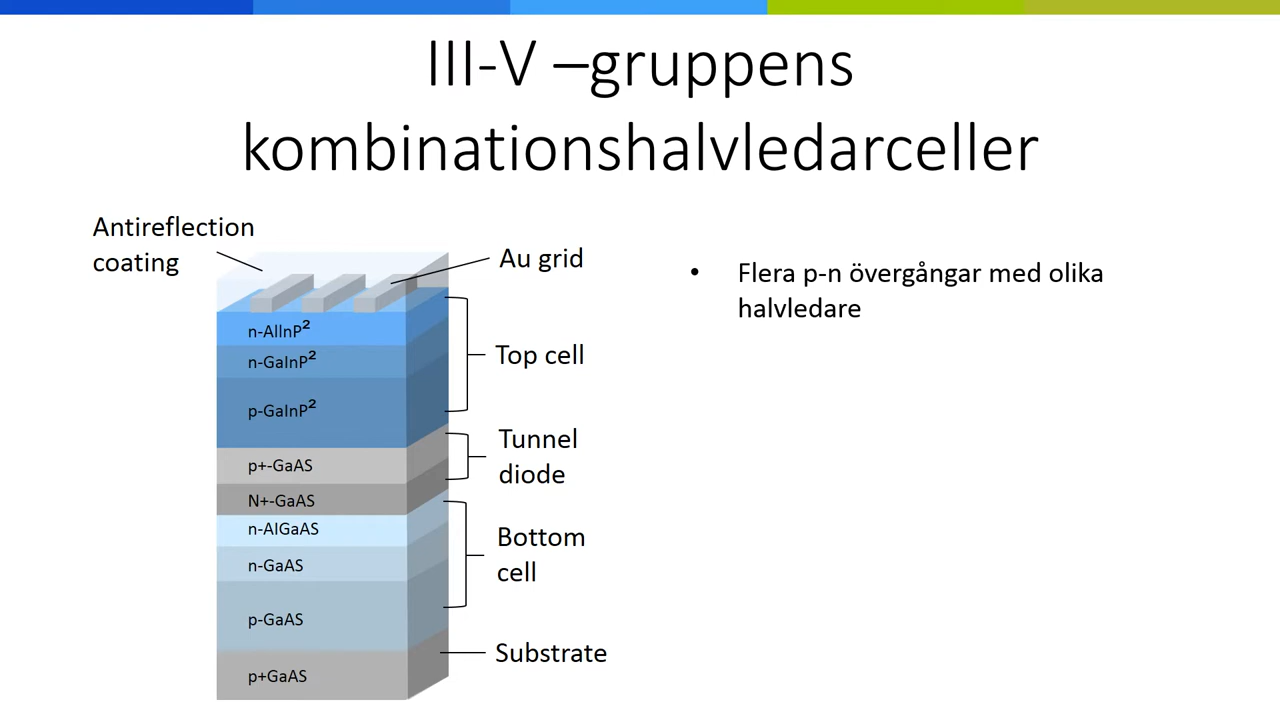 III-V –gruppens
kombinationshalvledarceller
Antireflection
coating
Au grid
n-AlInP²
n-GaInP²
p-GaInP²
Top cell
p+-GaAS
N+-GaAS
Tunnel
diode
n-AlGaAS
n-GaAS
p-GaAS
Bottom
cell
p+GaAS
Substrate
• Flera p-n övergångar med olika
halvledare